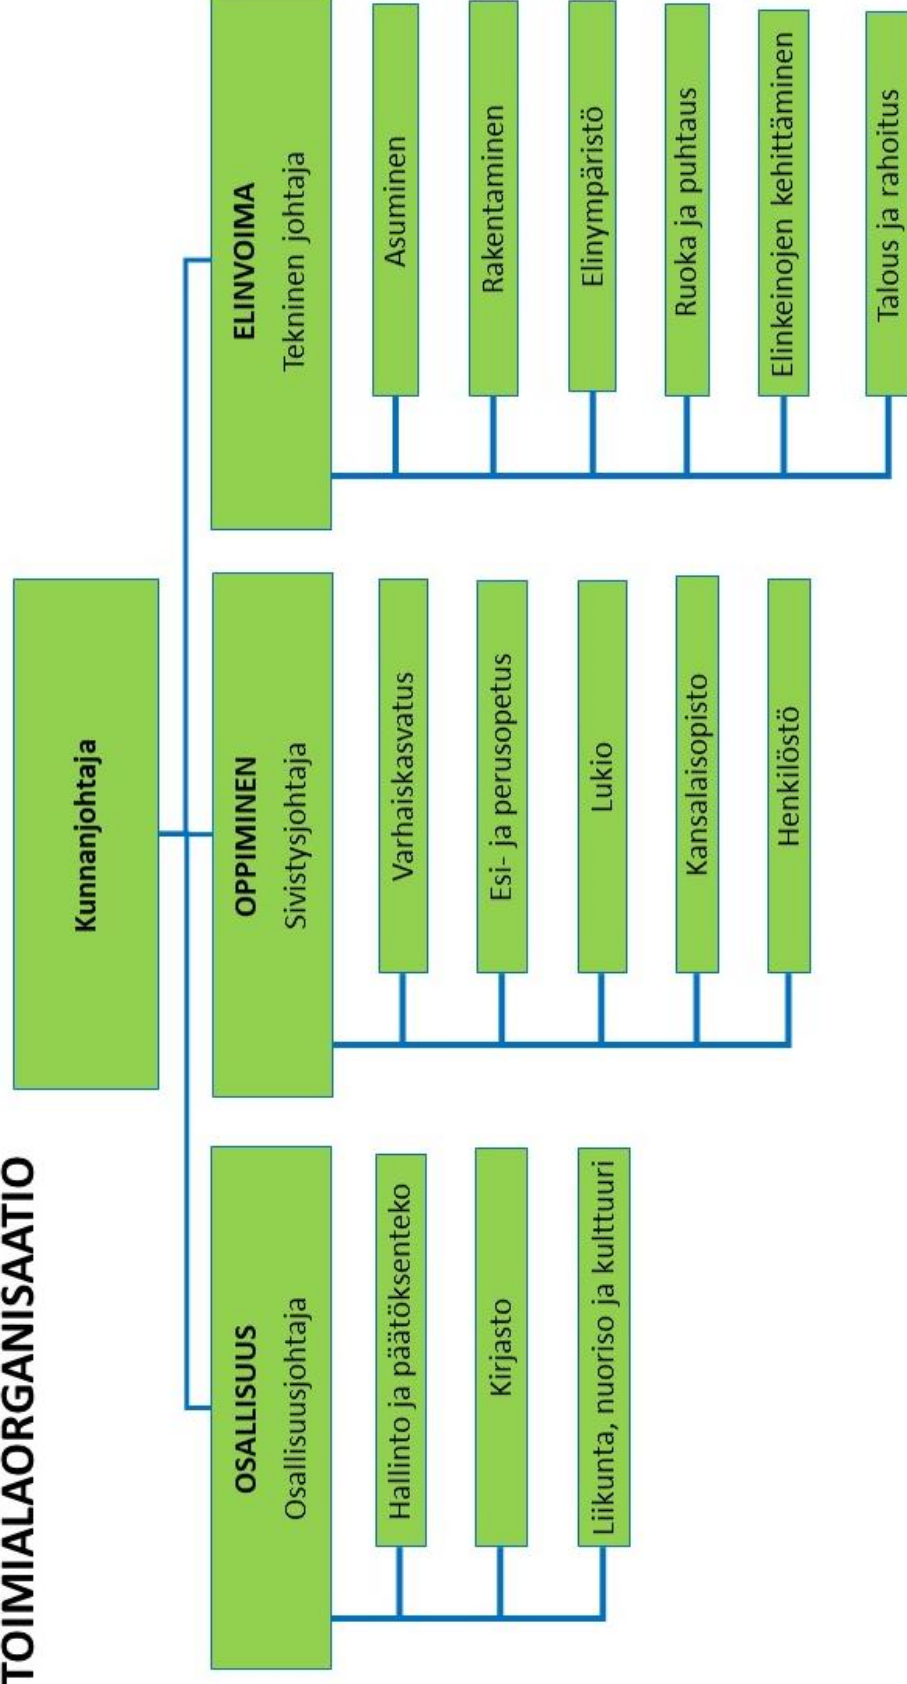 TOIMIALAORGANISAATIO
Kunnanjohtaja
OSALLISUUS
Osallisuusjohtaja
Hallinto ja päätöksenteko
Kirjasto
Liikunta, nuoriso ja kulttuuri
OPPIMINEN
Sivistysjohtaja
Varhaiskasvatus
Esi- ja perusopetus
Lukio
Kansalaisopisto
Henkilöstö
ELINVOIMA
Tekninen johtaja
Asuminen
Rakentaminen
Elinympäristö
Ruoka ja puhtaus
Elinkeinojen kehittäminen
Talous ja rahoitus